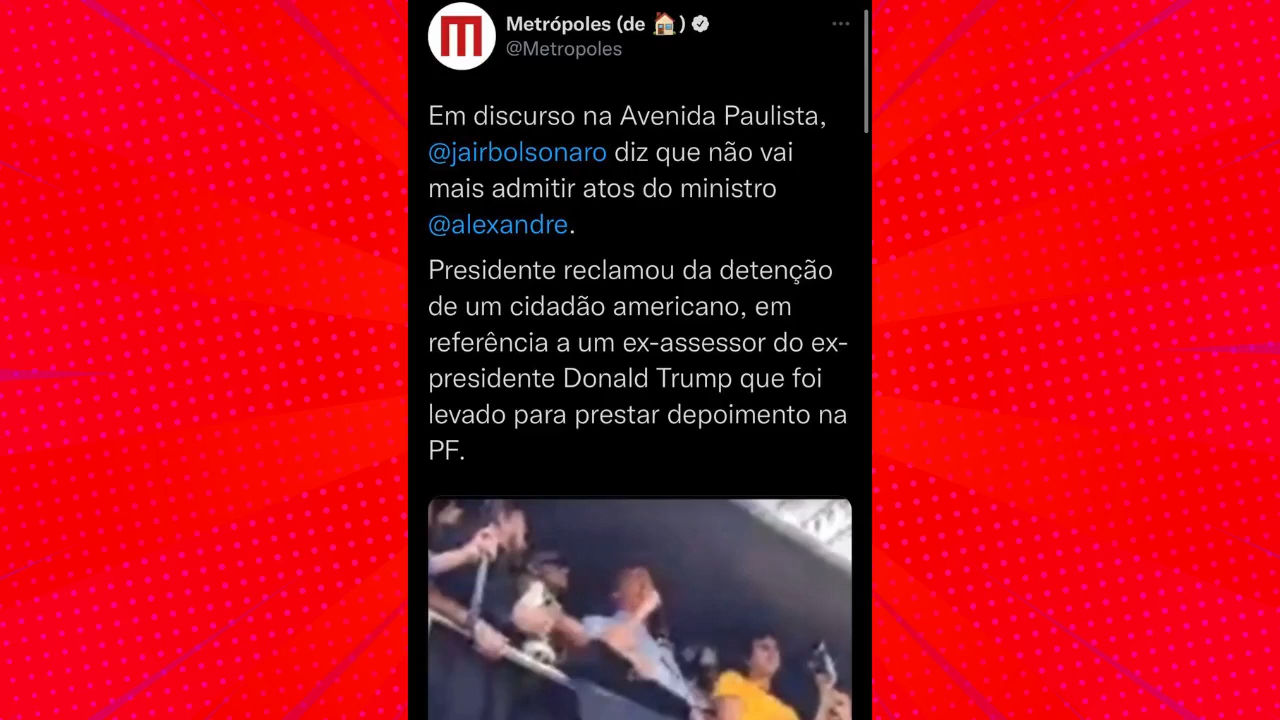 Metrópoles (de 🏠)
@Metropoles
Em discurso na Avenida Paulista,
@jairbolsonaro diz que não vai
mais admitir atos do ministro
@alexandre.
Presidente reclamou da detenção
de um cidadão americano, em
referência a um ex-assessor do ex-
presidente Donald Trump que foi
levado para prestar depoimento na
PF.